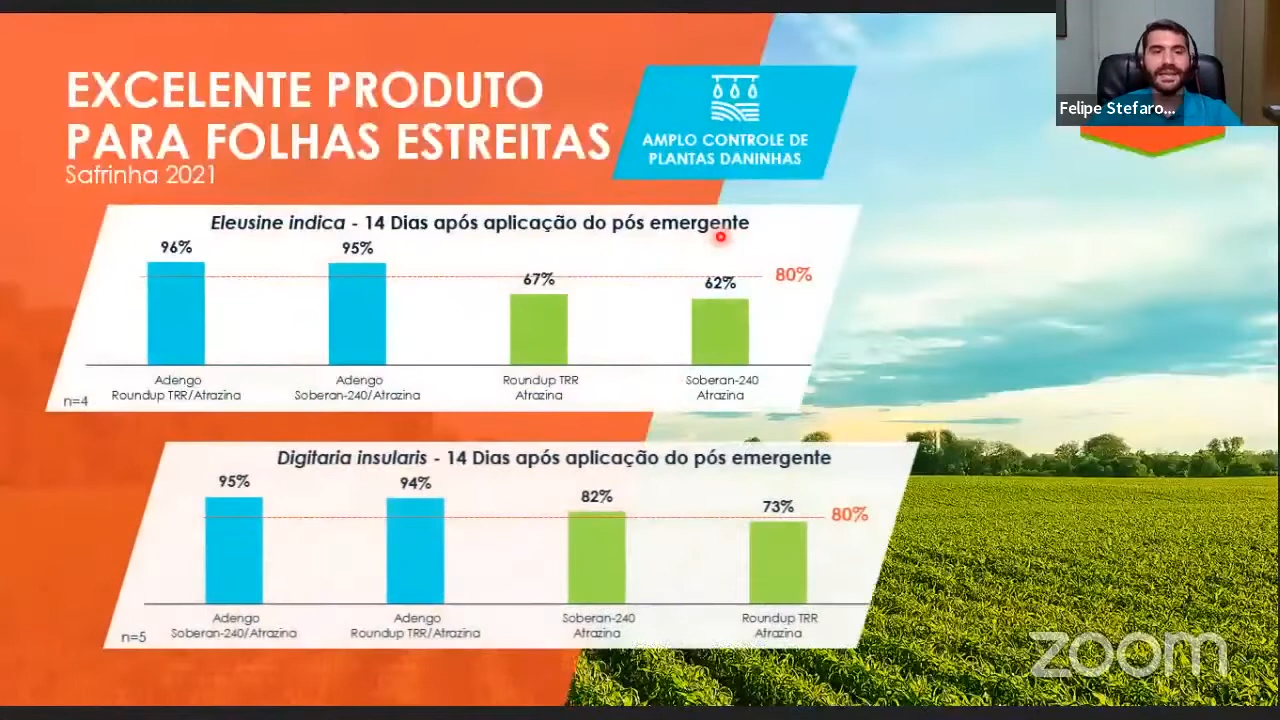 EXCELENTE PRODUTO
PARA FOLHAS ESTREITAS
Safrinha 2021
AMPLO CONTROLE DE
PLANTAS DANINHAS
Felipe Stefaro...
Eleusine indica - 14 Dias após aplicação do pós emergente
96%
95%
67%
62%
80%
Adengo
Roundup TRR/Atrazina
Adengo
Soberan-240/Atrazina
Roundup TRR
Atrazina
Soberan-240
Atrazina
n=4
Digitaria insularis - 14 Dias após aplicação do pós emergente
95%
94%
82%
73%
80%
Adengo
Soberan-240/Atrazina
Adengo
Roundup TRR/Atrazina
Soberan-240
Atrazina
Roundup TRR
Atrazina
n=5
zoom